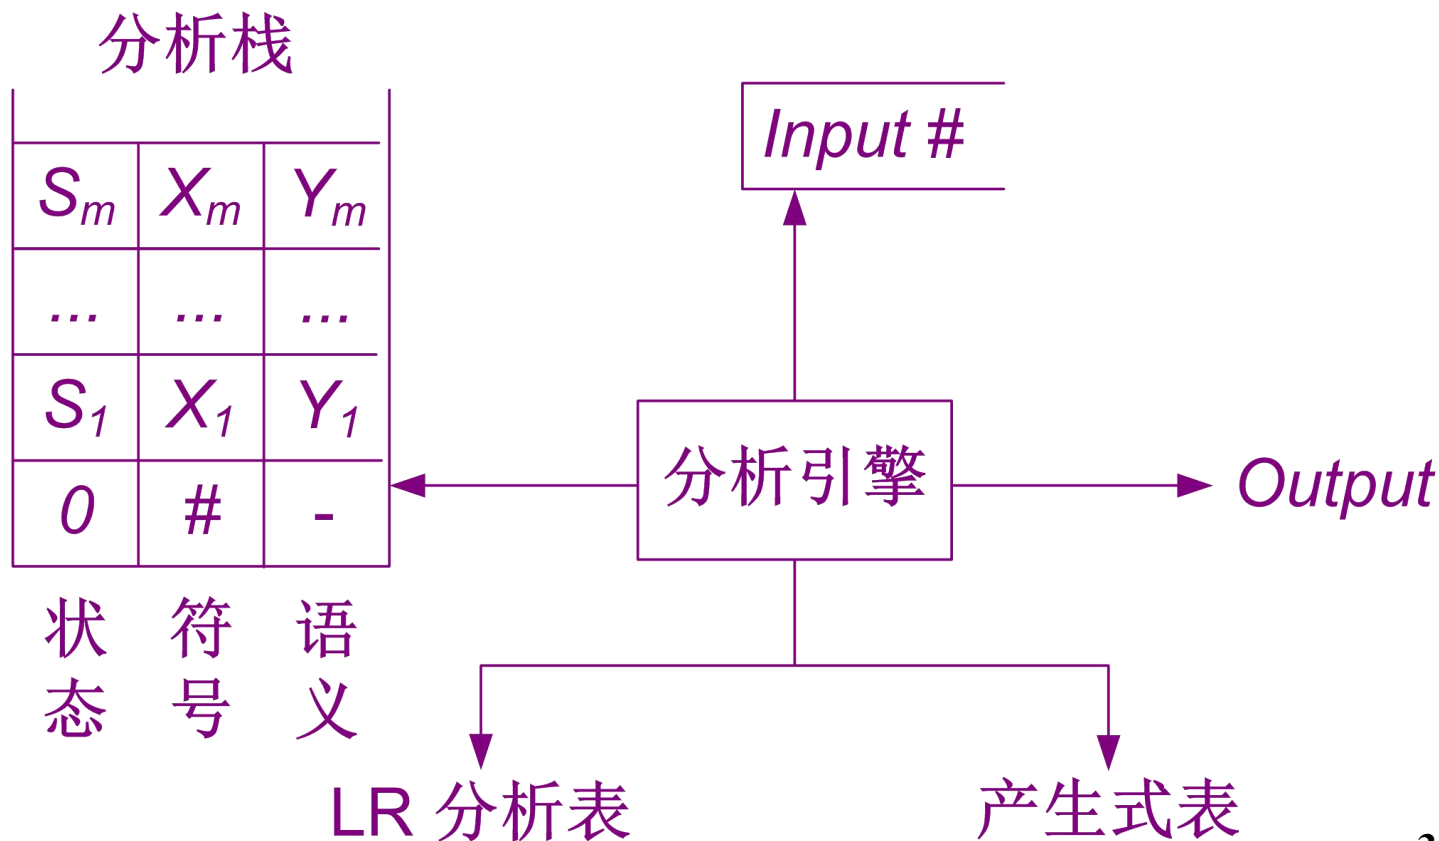 分析栈
Input #
Sm Xm Ym
... ... ...
S1 X1 Y1
0 # -
分析引擎
Output
状态 符号 语义
LR 分析表
产生式表